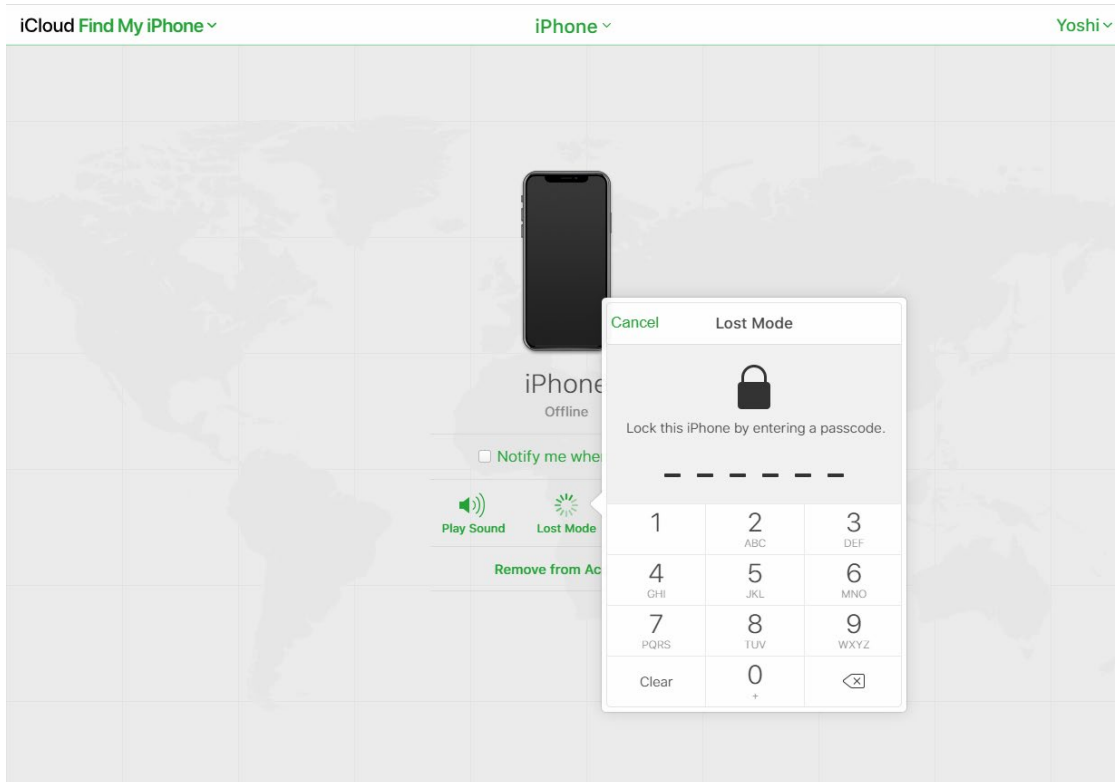 iCloud Find My iPhone
iPhone
Yoshi
Cancel
Lost Mode
iPhone
Offline
Lock this iPhone by entering a passcode.
Notify me whe
Play Sound
Lost Mode
Remove from Ac
1
2
ABC
3
DEF
4
GHI
5
JKL
6
MNO
7
PQRS
8
TUV
9
WXYZ
Clear
0
+